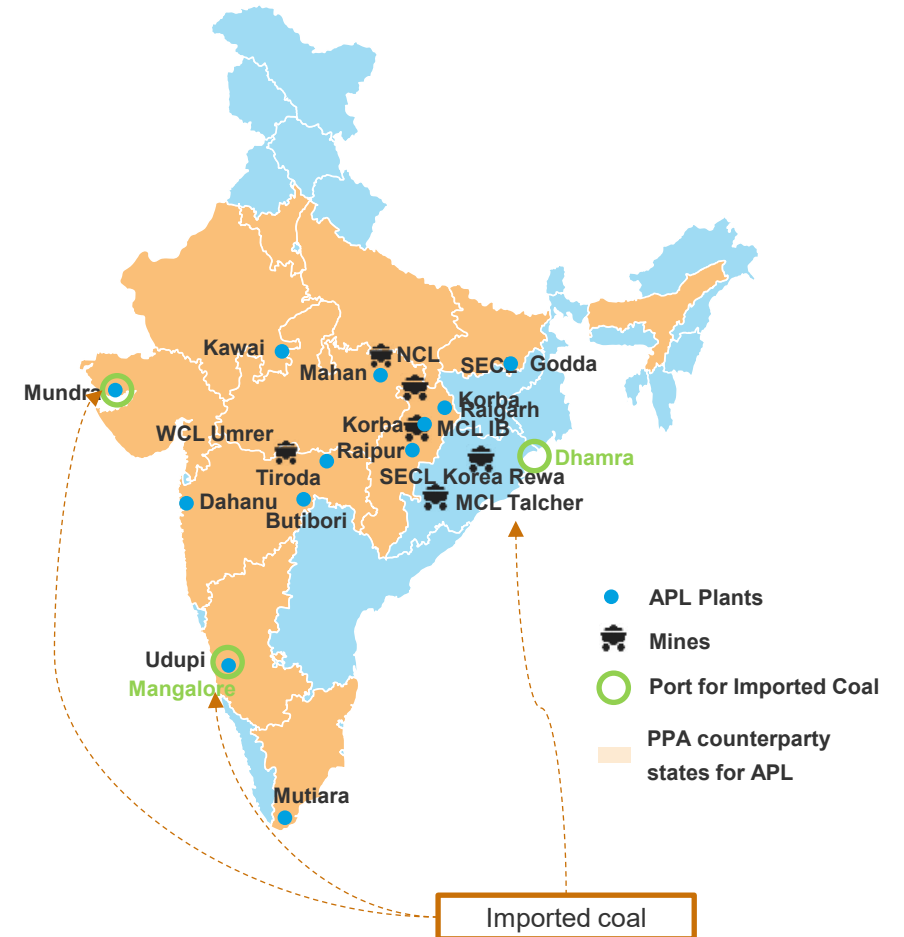 Kawai
NCL
Mahan
SECL
Godda
Mundra
Korba
Raigarh
Korba
MCL IB
WCL Umrer
Raipur
Dhamra
Tiroda
SECL Korea Rewa
Dahanu
MCL Talcher
Butibori
APL Plants
Mines
Udupi
Mangalore
Port for Imported Coal
PPA counterparty
states for APL
Mutiara
Imported coal